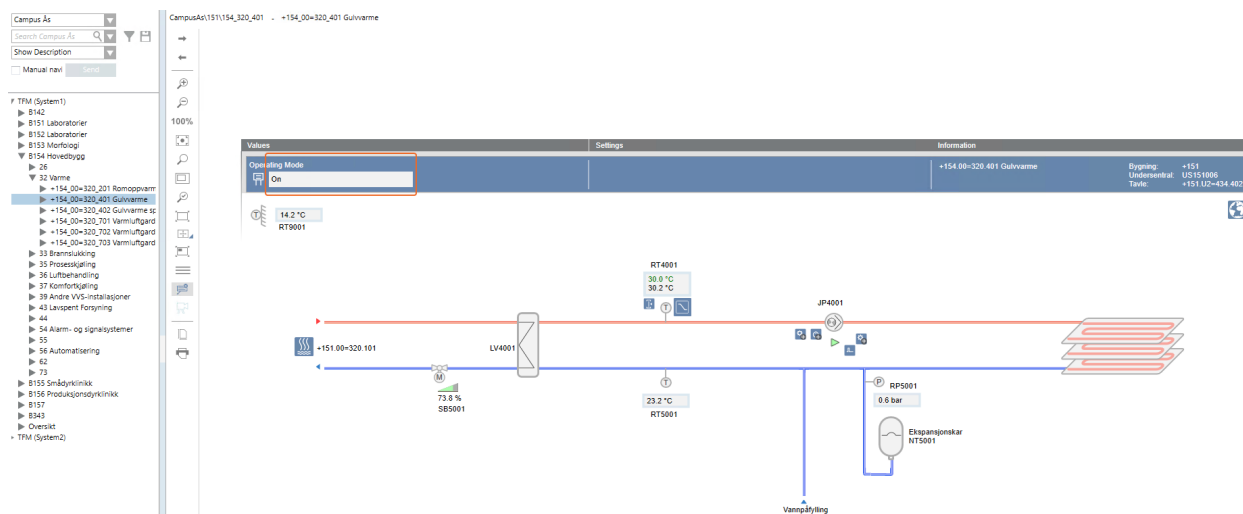 Campus Ås
Search Campus Ås
Show Description
Manual navi
Send
TFM (System1)
B142
B151 Laboratorier
B152 Laboratorier
B153 Morfologi
B154 Hovedbygg
26
32 Varme
+154_00=320_201 Romoppvarm
+154_00=320_401 Gulvvarme
+154_00=320_402 Gulvvarme sp
+154_00=320_701 Varmluftgard
+154_00=320_702 Varmluftgard
+154_00=320_703 Varmluftgard
33 Brannslukking
35 Prosesskjøling
36 Luftbehandling
37 Komfortkjøling
39 Andre VVS-installasjoner
43 Lavspent Forsyning
44
54 Alarm- og signalsystemer
55
56 Automatisering
62
73
B155 Smådyrklinikk
B156 Produksjonsdyrklinikk
B157
B343
Oversikt
TFM (System2)
CampusAs\151\154_320_401 - +154_00=320_401 Gulvvarme
100%
Values Settings Information
Operating Mode
On
+154.00=320.401 Gulvvarme
Bygning: +151
Undersentral: US151006
Tavle: +151.U2=434.402
T
14.2 °C
RT9001
RT4001
30.0 °C
30.2 °C
T
JP4001
+151.00=320.101
LV4001
M
73.8 %
SB5001
T
23.2 °C
RT5001
P
RP5001
0.6 bar
Ekspansjonskar
NT5001
Vannpåfylling